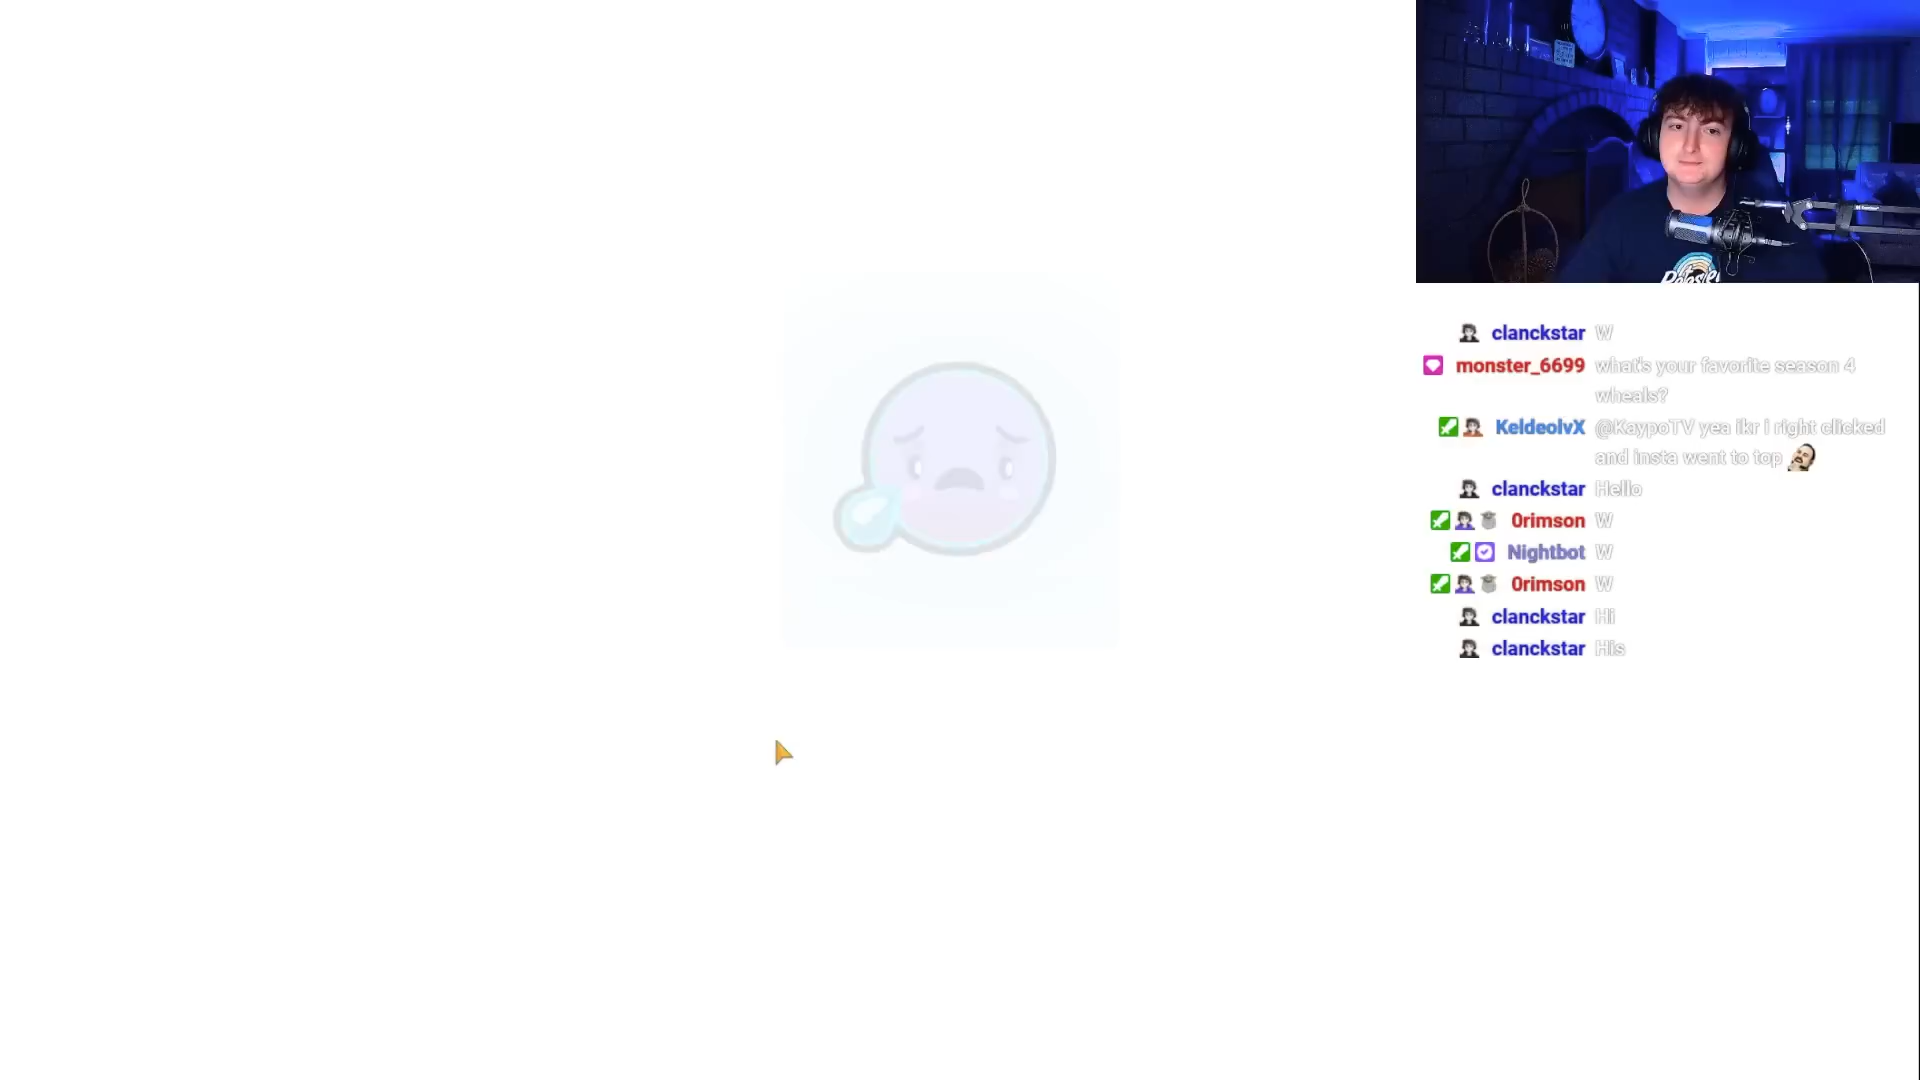 clanckstar W
monster_6699 what's your favorite season 4
wheals?
KeldeolvX @KaypoTV yea ikr i right clicked
and insta went to top
clanckstar Hello
0rimson W
Nightbot W
0rimson W
clanckstar Hi
clanckstar His